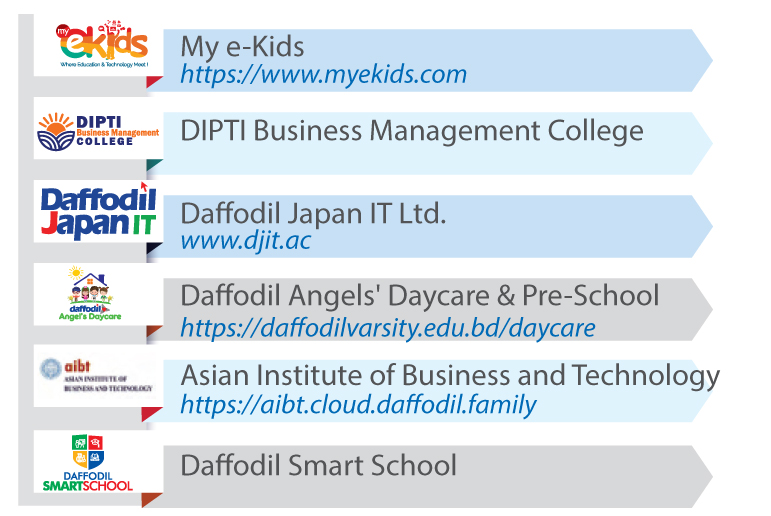 my
ekids
Where Education & Technology Meet !
My e-Kids
https://www.myekids.com
DIPTI
Business Management
COLLEGE
DIPTI Business Management College
Daffodil
Japan IT
Daffodil Japan IT Ltd.
www.djit.ac
daffodil
Angel's Daycare
Daffodil Angels' Daycare & Pre-School
https://daffodilvarsity.edu.bd/daycare
aibt
ASIAN INSTITUTE OF
BUSINESS AND TECHNOLOGY
Asian Institute of Business and Technology
https://aibt.cloud.daffodil.family
DAFFODIL
SMARTSCHOOL
Daffodil Smart School